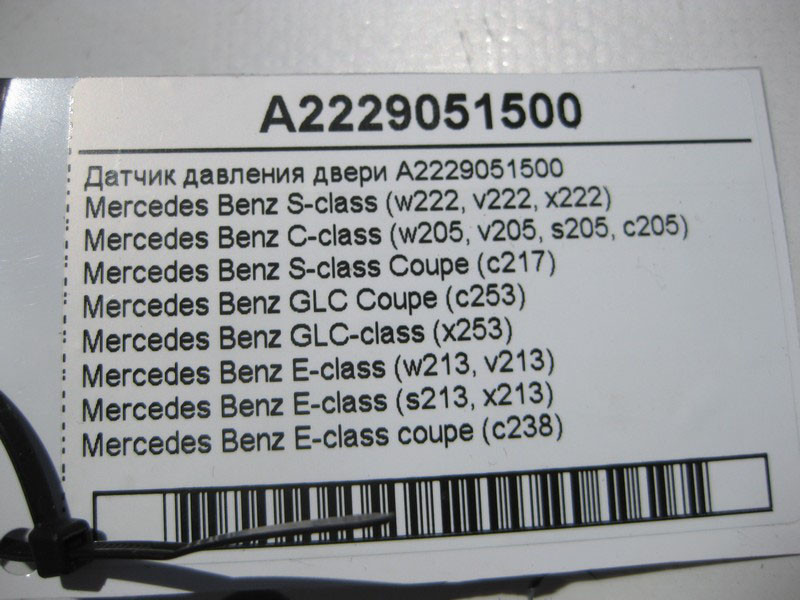 A2229051500
Датчик давления двери A2229051500
Mercedes Benz S-class (w222, v222, x222)
Mercedes Benz C-class (w205, v205, s205, c205)
Mercedes Benz S-class Coupe (c217)
Mercedes Benz GLC Coupe (c253)
Mercedes Benz GLC-class (x253)
Mercedes Benz E-class (w213, v213)
Mercedes Benz E-class (s213, x213)
Mercedes Benz E-class coupe (c238)